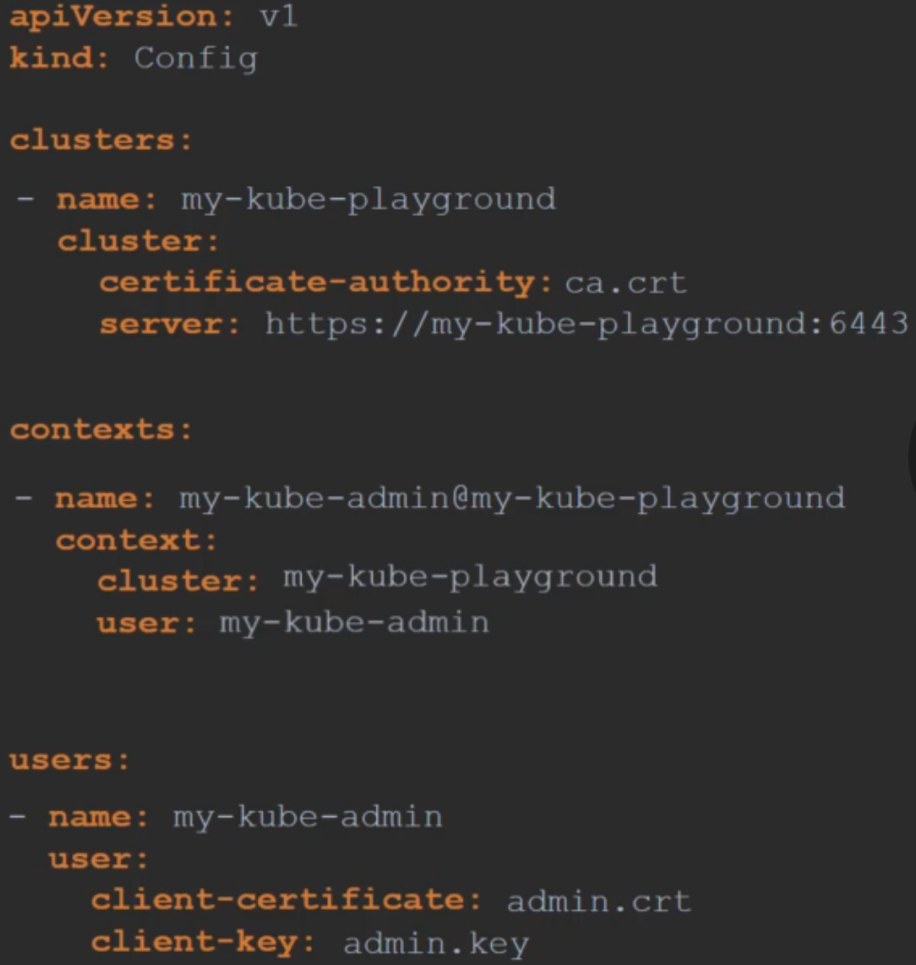 apiVersion: v1
kind: Config
clusters:
- name: my-kube-playground
cluster:
certificate-authority: ca.crt
server: https://my-kube-playground:6443
contexts:
- name: my-kube-admin@my-kube-playground
context:
cluster: my-kube-playground
user: my-kube-admin
users:
- name: my-kube-admin
user:
client-certificate: admin.crt
client-key: admin.key